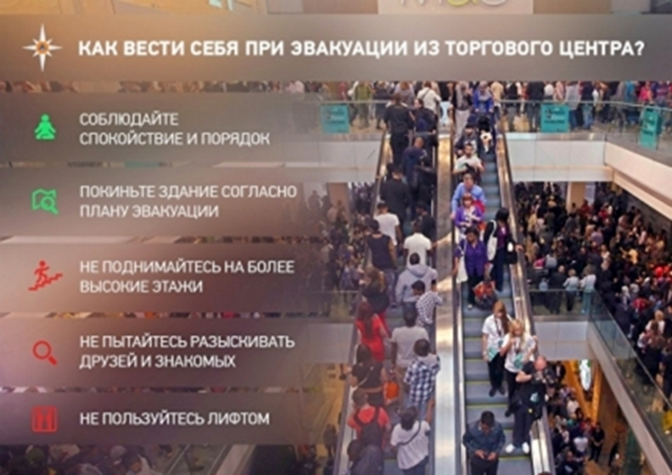 КАК ВЕСТИ СЕБЯ ПРИ ЭВАКУАЦИИ ИЗ ТОРГОВОГО ЦЕНТРА?
СОБЛЮДАЙТЕ
СПОКОЙСТВИЕ И ПОРЯДОК
ПОКИНЬТЕ ЗДАНИЕ СОГЛАСНО
ПЛАНУ ЭВАКУАЦИИ
НЕ ПОДНИМАЙТЕСЬ НА БОЛЕЕ
ВЫСОКИЕ ЭТАЖИ
НЕ ПЫТАЙТЕСЬ РАЗЫСКИВАТЬ
ДРУЗЕЙ И ЗНАКОМЫХ
НЕ ПОЛЬЗУЙТЕСЬ ЛИФТОМ